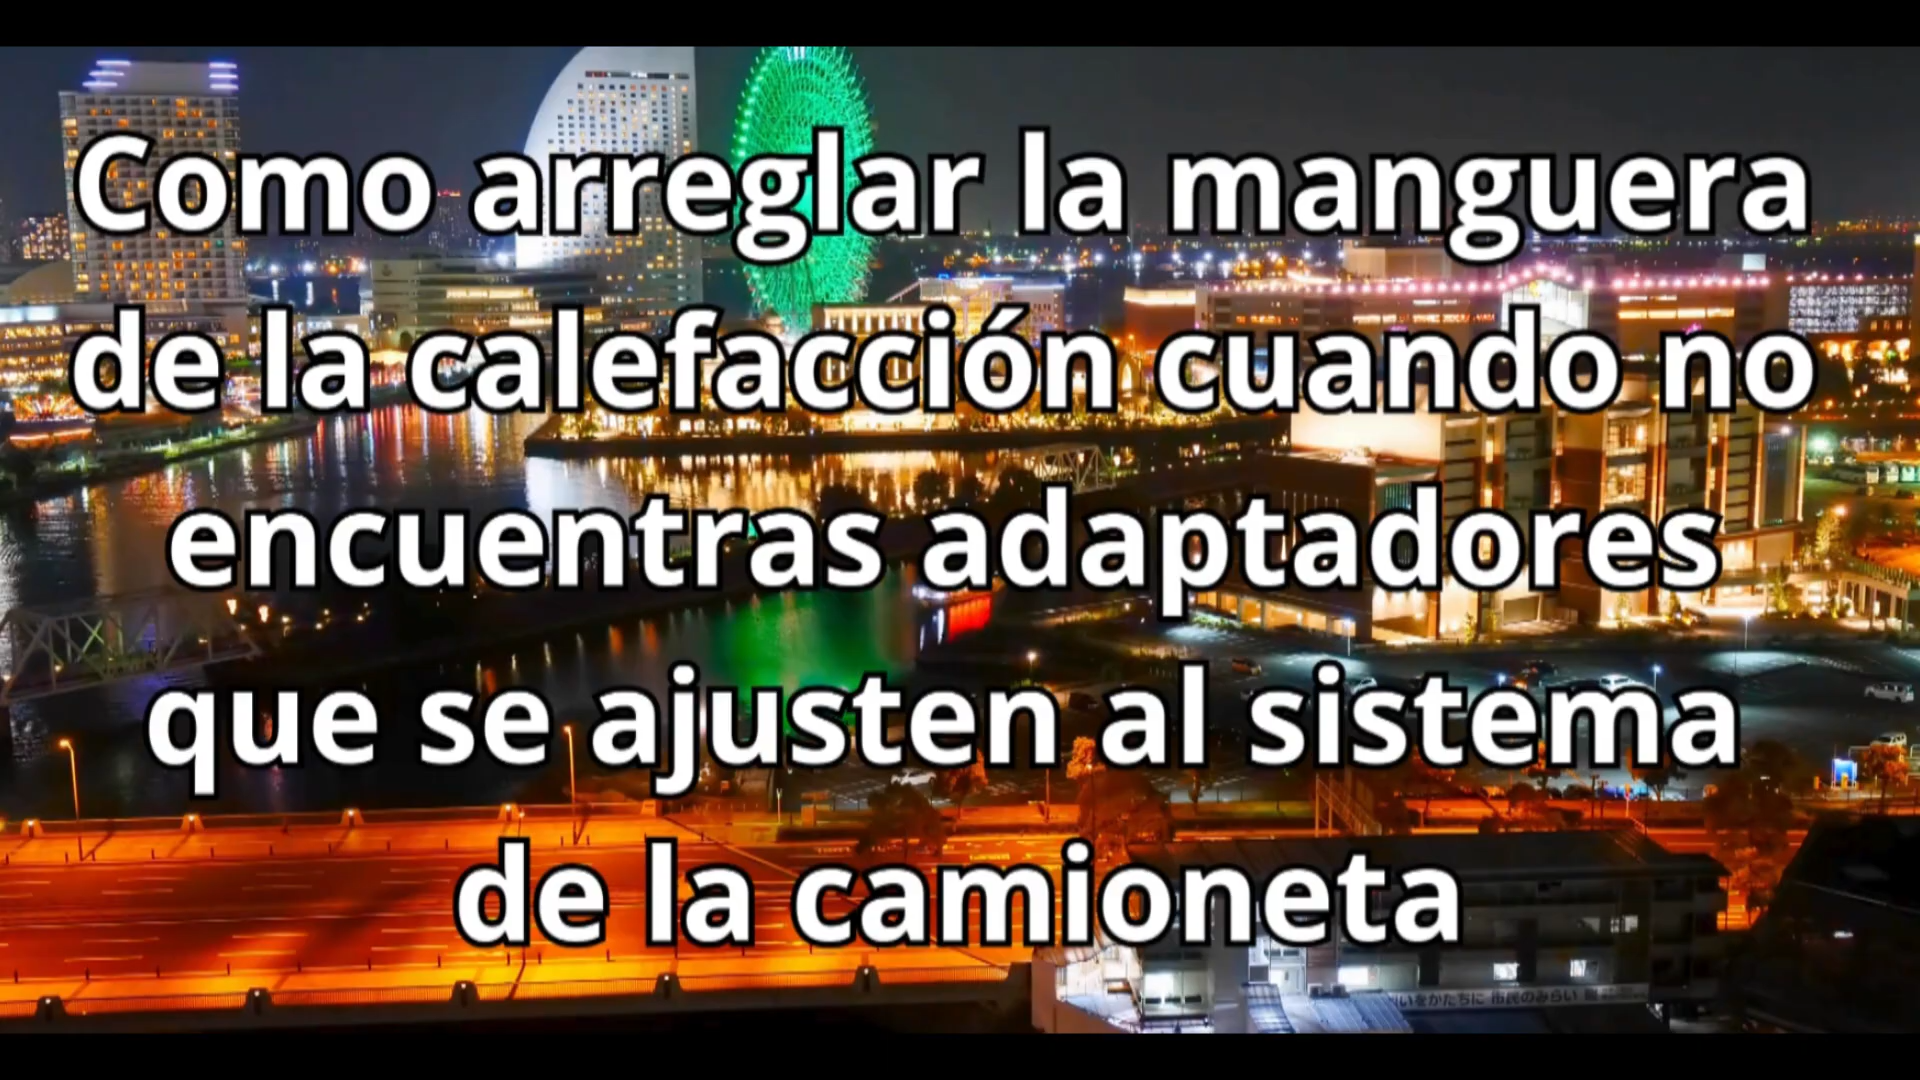 Como arreglar la manguera
de la calefacción cuando no
encuentras adaptadores
que se ajusten al sistema
de la camioneta